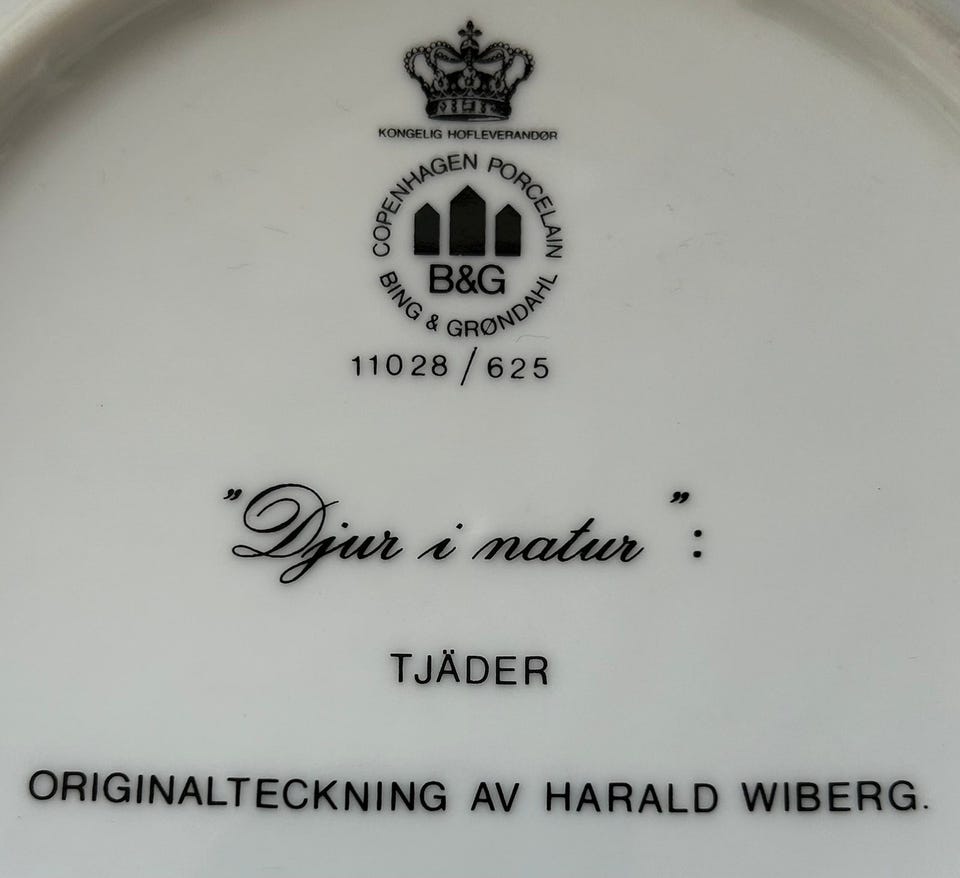 KONGELIG HOFLEVERANDØR
COPENHAGEN PORCELAIN
B&G
BING & GRØNDAHL
11028/625
"Djur i natur":
TJÄDER
ORIGINALTECKNING AV HARALD WIBERG.